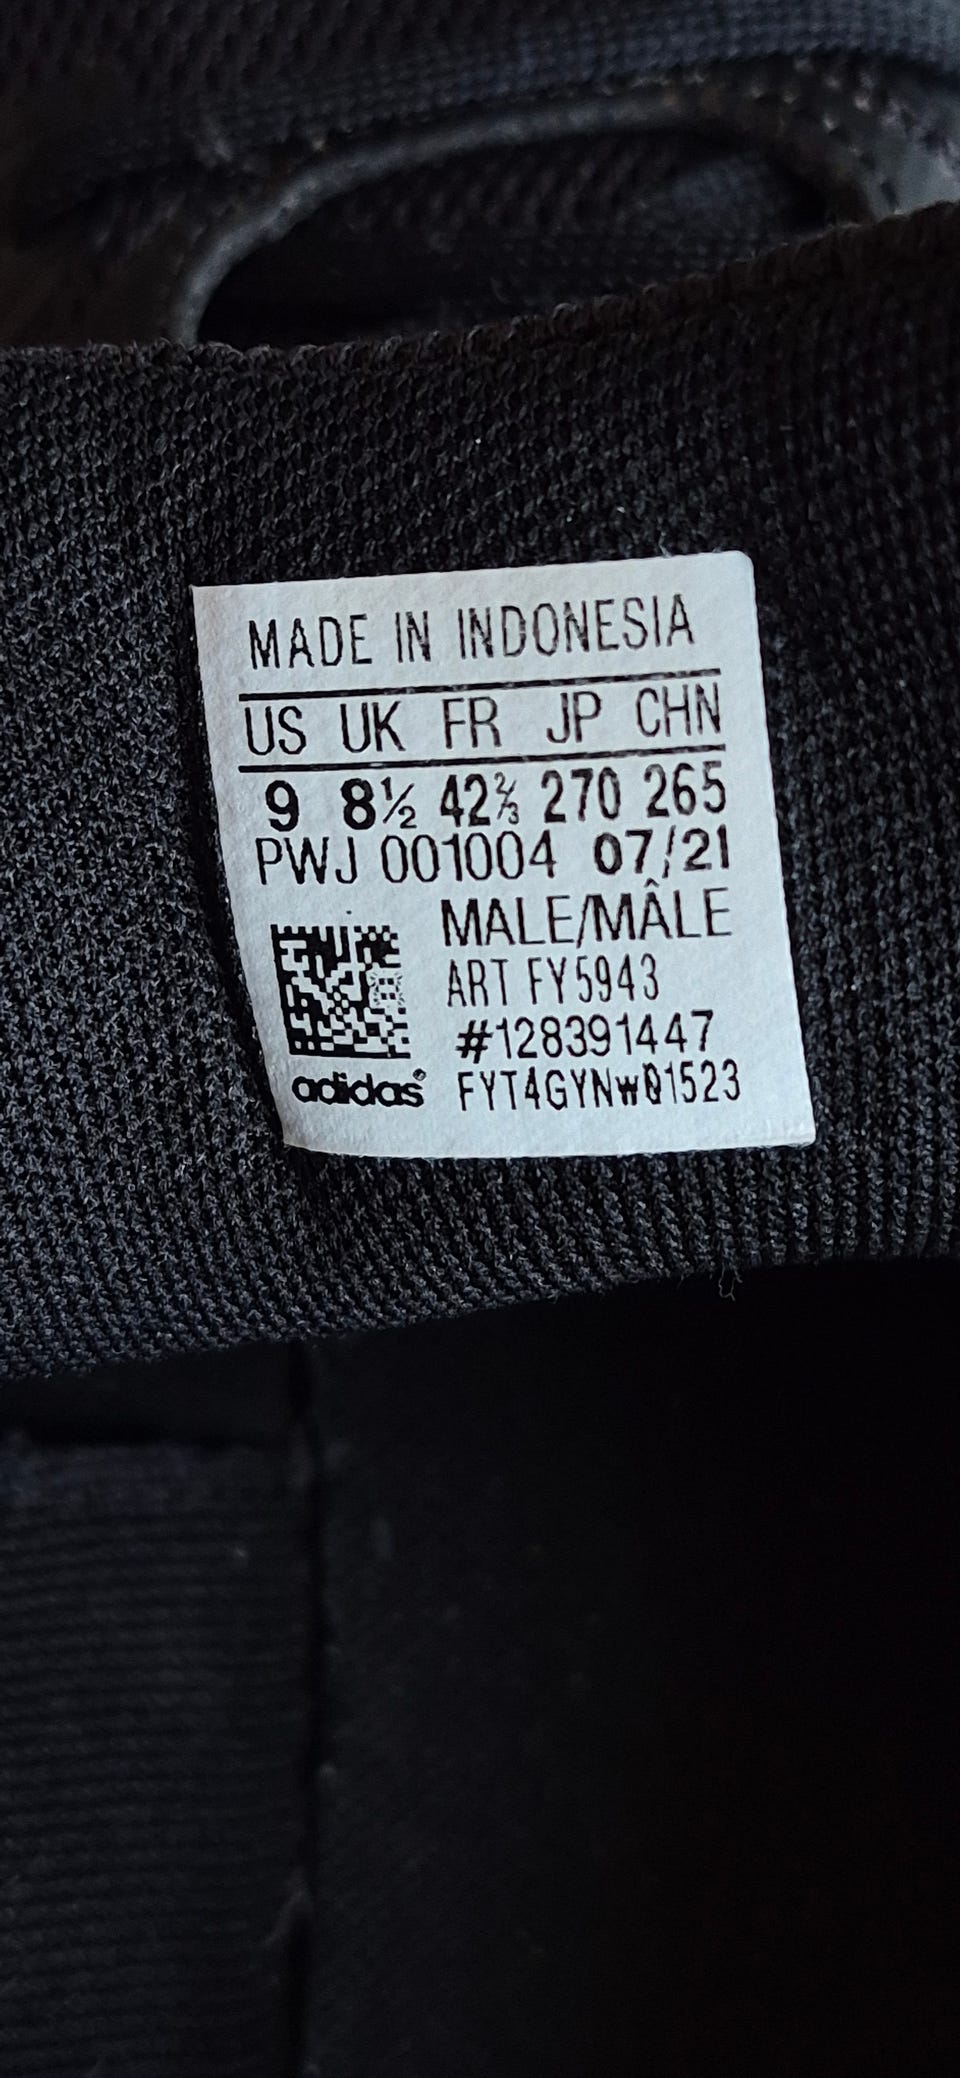 MADE IN INDONESIA
US UK FR JP CHN
9 8½ 42⅔ 270 265
PWJ 001004 07/21
MALE/MÂLE
ART FY5943
#128391447
adidas® FYT4GYNW01523